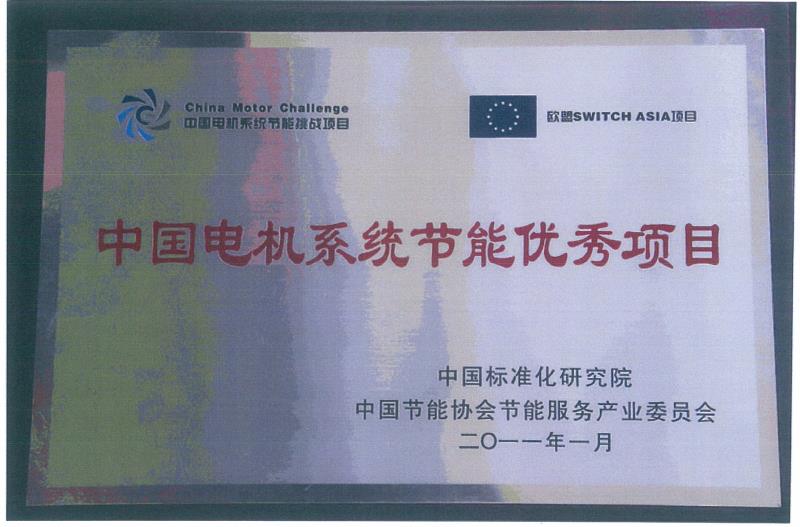 China Motor Challenge
中国电机系统节能挑战项目
欧盟SWITCH ASIA项目
中国电机系统节能优秀项目
中国标准化研究院
中国节能协会节能服务产业委员会
二〇一一年一月